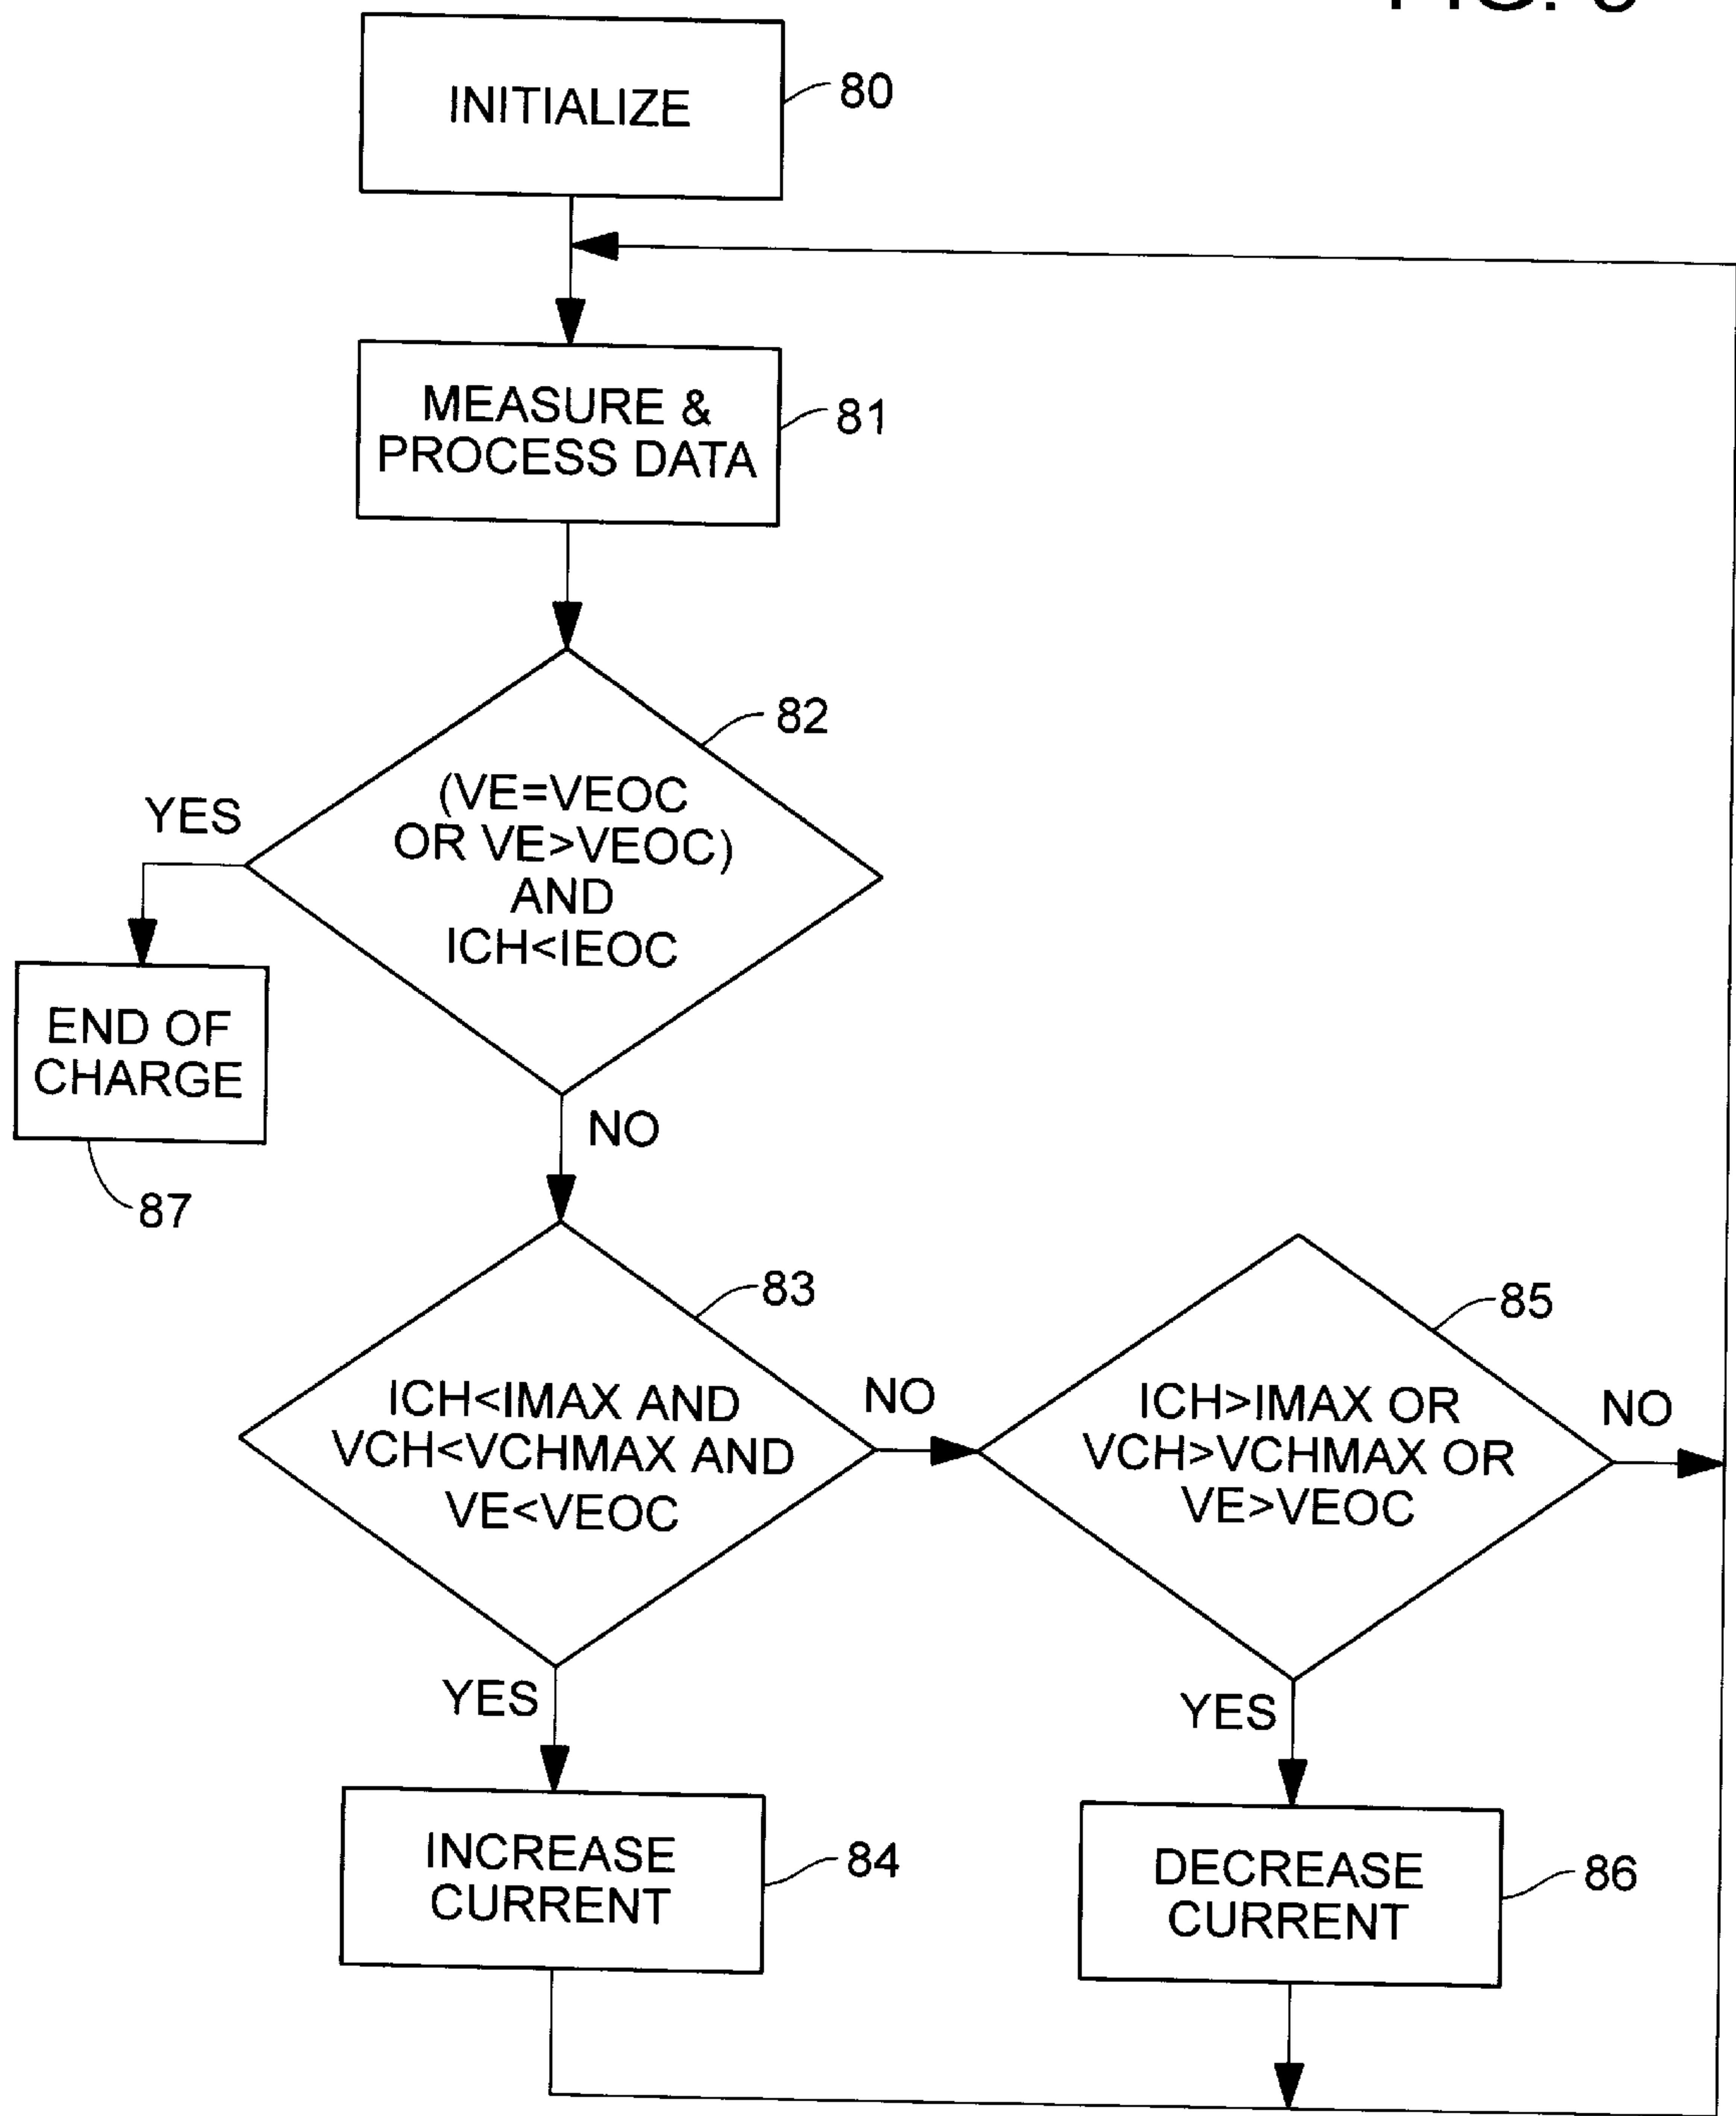 INITIALIZE
80
MEASURE &
PROCESS DATA
81
82
(VE=VEOC
OR VE>VEOC)
AND
ICH<IEOC
YES
END OF
CHARGE
87
NO
83
ICH<IMAX AND
VCH<VCHMAX AND
VE<VEOC
NO
85
ICH>IMAX OR
VCH>VCHMAX OR
VE>VEOC
NO
YES
YES
INCREASE
CURRENT
84
DECREASE
CURRENT
86